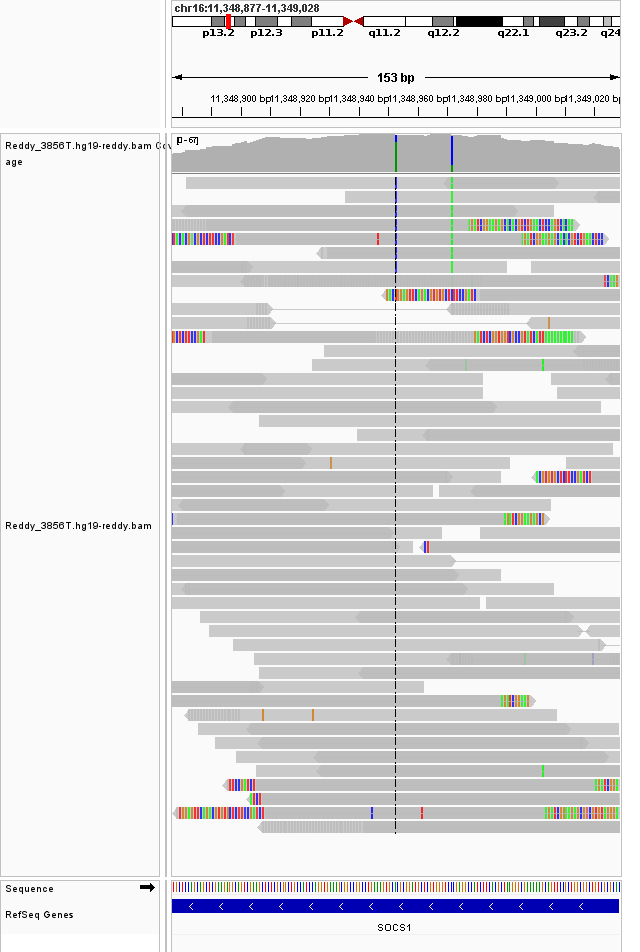 chr16:11,348,877-11,349,028
p13.2 p12.3 p11.2 q11.2 q12.2 q22.1 q23.2 q24
153 bp
11,348,900 bp 11,348,920 bp 11,348,940 bp 11,348,960 bp 11,348,980 bp 11,349,000 bp 11,349,020 bp
Reddy_3856T.hg19-reddy.bam Cov
age
[0 - 67]
Reddy_3856T.hg19-reddy.bam
Sequence
RefSeq Genes
SOCS1